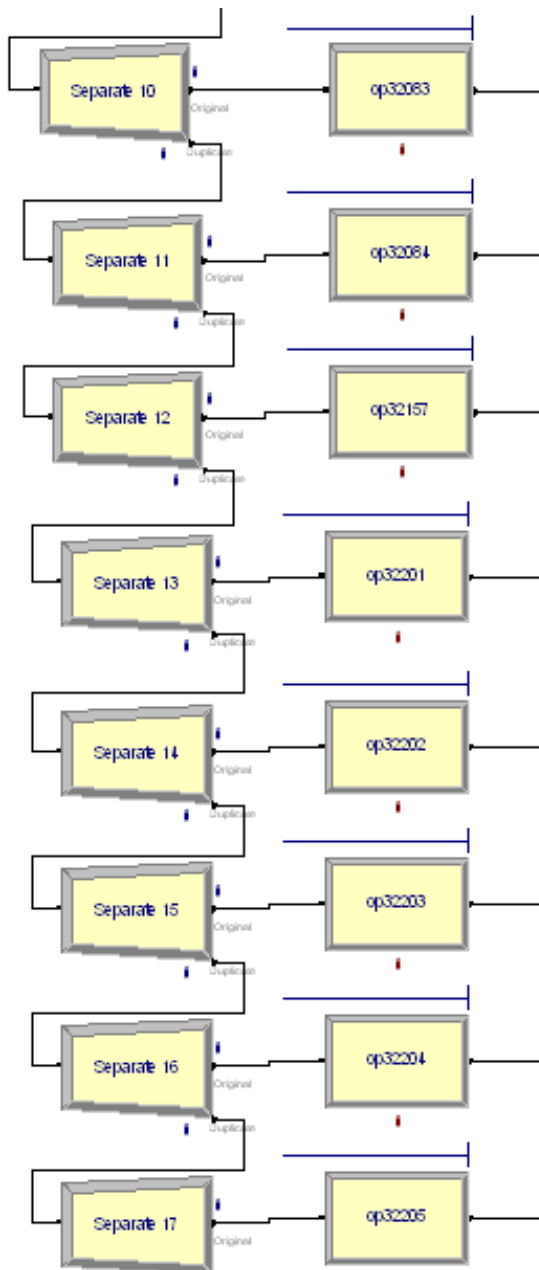 Separate 10
op32083
Original
Duplicate
Separate 11
op32084
Original
Duplicate
Separate 12
op32157
Original
Duplicate
Separate 13
op32201
Original
Duplicate
Separate 14
op32202
Original
Duplicate
Separate 15
op32203
Original
Duplicate
Separate 16
op32204
Original
Duplicate
Separate 17
op32205
Original